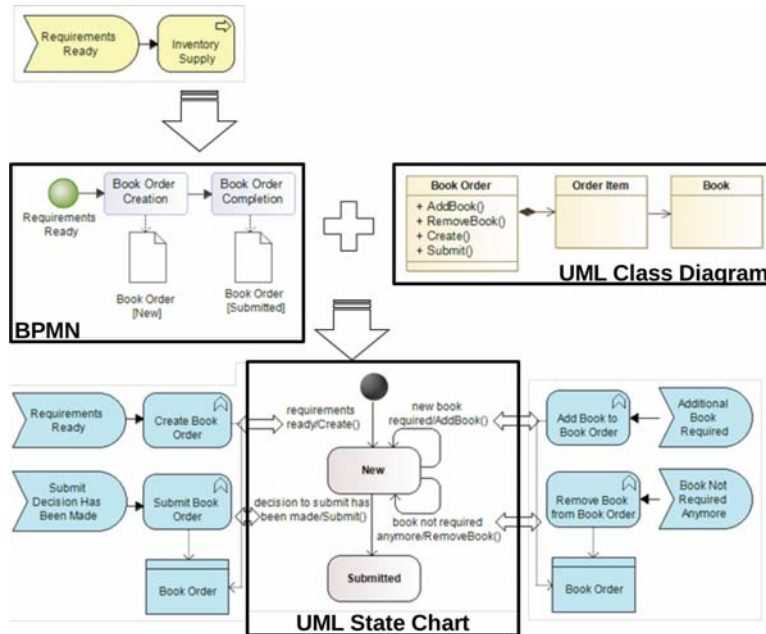 Requirements
Ready
Inventory
Supply
Book Order
Creation
Book Order
Completion
Requirements
Ready
Book Order
[New]
Book Order
[Submitted]
BPMN
Book Order
+ AddBook()
+ RemoveBook()
+ Create()
+ Submit()
Order Item
Book
UML Class Diagram
Requirements
Ready
Create Book
Order
Submit
Decision Has
Been Made
Submit Book
Order
Book Order
requirements
ready/Create()
new book
required/AddBook()
New
decision to submit has
been made/Submit()
book not required
anymore/RemoveBook()
Submitted
UML State Chart
Add Book to
Book Order
Additional
Book
Required
Remove Book
from Book Order
Book Not
Required
Anymore
Book Order